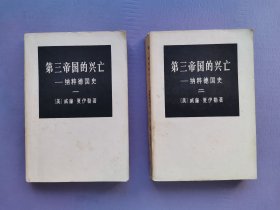 第三帝国的兴亡
——纳粹德国史
一
〔美〕威廉·夏伊勒著
第三帝国的兴亡
——纳粹德国史
二
〔美〕威廉·夏伊勒著